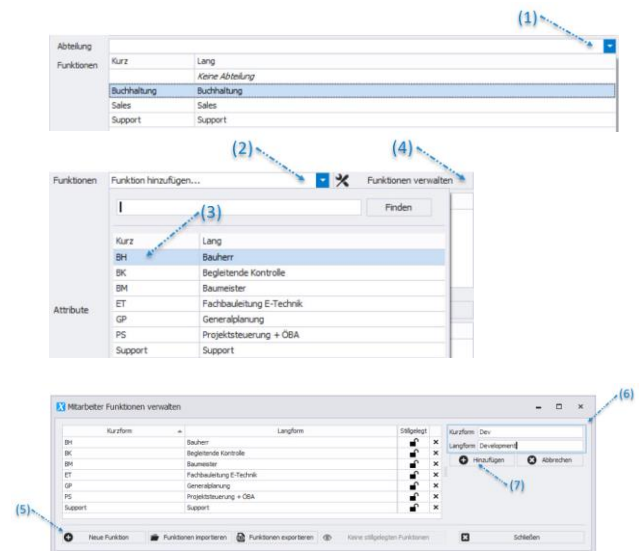 (1)
Abteilung
Funktionen Kurz Lang
Keine Abteilung
Buchhaltung Buchhaltung
Sales Sales
Support Support
(2) (4)
Funktionen Funktion hinzufügen... Funktionen verwalten
Finden
(3)
Kurz Lang
BH Bauherr
BK Begleitende Kontrolle
BM Baumeister
ET Fachbauleitung E-Technik
Attribute
GP Generalplanung
PS Projektsteuerung + ÖBA
Support Support
(6)
X Mitarbeiter Funktionen verwalten
Kurzform Langform Stillgelegt Kurzform Dev
BH Bauherr Langform Development
BK Begleitende Kontrolle Hinzufügen Abbrechen
BM Baumeister
ET Fachbauleitung E-Technik
GP Generalplanung (7)
PS Projektsteuerung + ÖBA
Support Support
(5)
Neue Funktion Funktionen importieren Funktionen exportieren Keine stillgelegten Funktionen Schließen